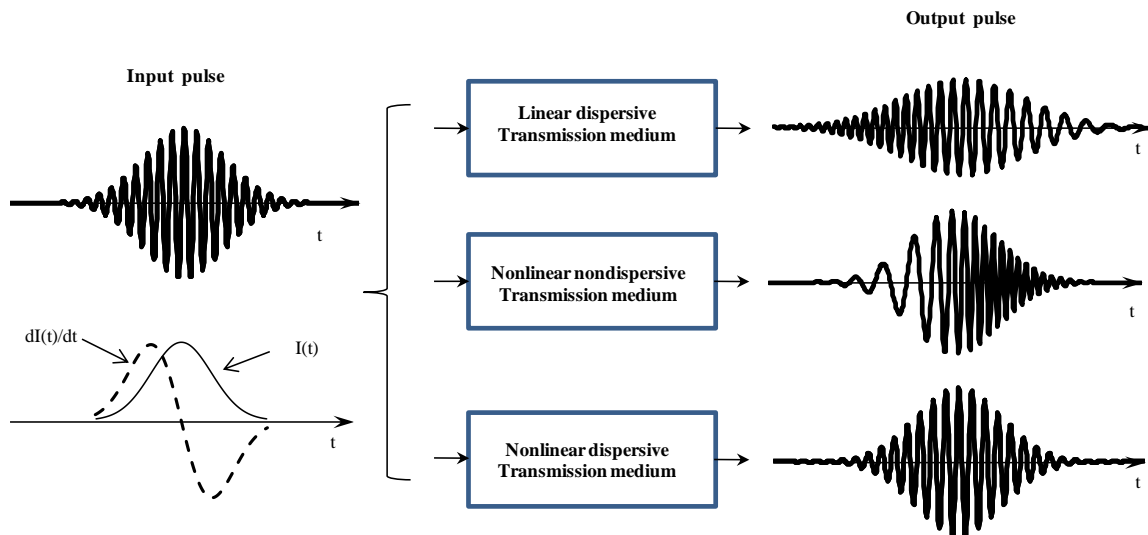 Output pulse
Input pulse
Linear dispersive
Transmission medium
t
t
Nonlinear nondispersive
Transmission medium
t
dI(t)/dt
I(t)
t
Nonlinear dispersive
Transmission medium
t